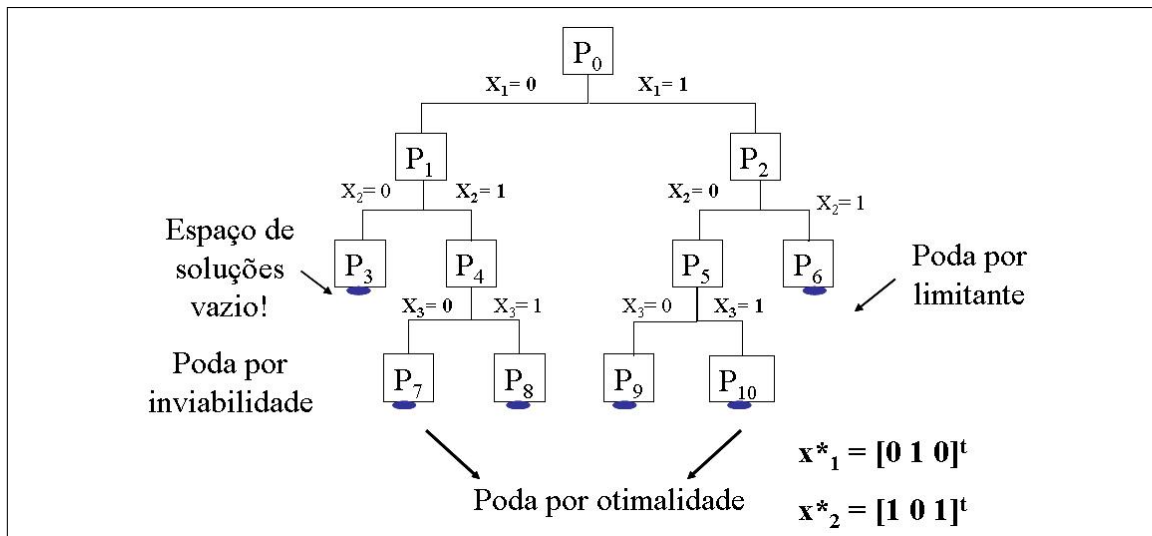 P₀
X₁= 0 X₁= 1
P₁ P₂
X₂= 0 X₂= 1 X₂= 0 X₂= 1
Espaço de
soluções
vazio!
P₃ P₄ P₅ P₆
Poda por
limitante
X₃= 0 X₃= 1 X₃= 0 X₃= 1
Poda por
inviabilidade
P₇ P₈ P₉ P₁₀
Poda por otimalidade
x*₁ = [0 1 0]ᵗ
x*₂ = [1 0 1]ᵗ